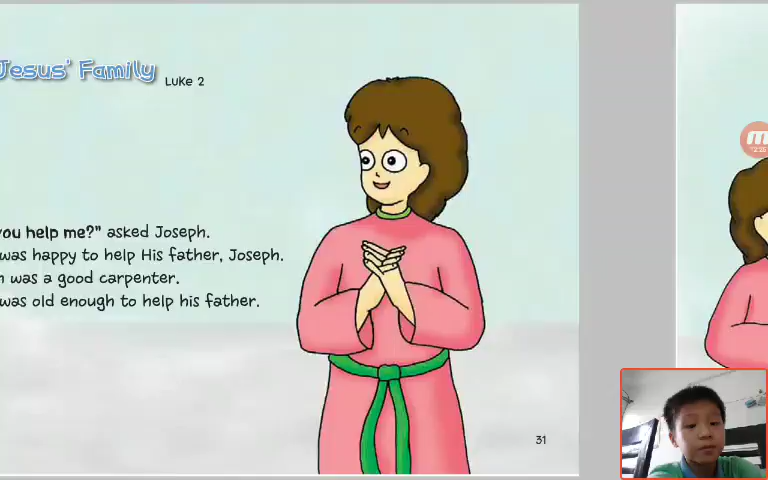 Jesus' Family
Luke 2
you help me?" asked Joseph.
was happy to help His father, Joseph.
was a good carpenter.
was old enough to help his father.
31